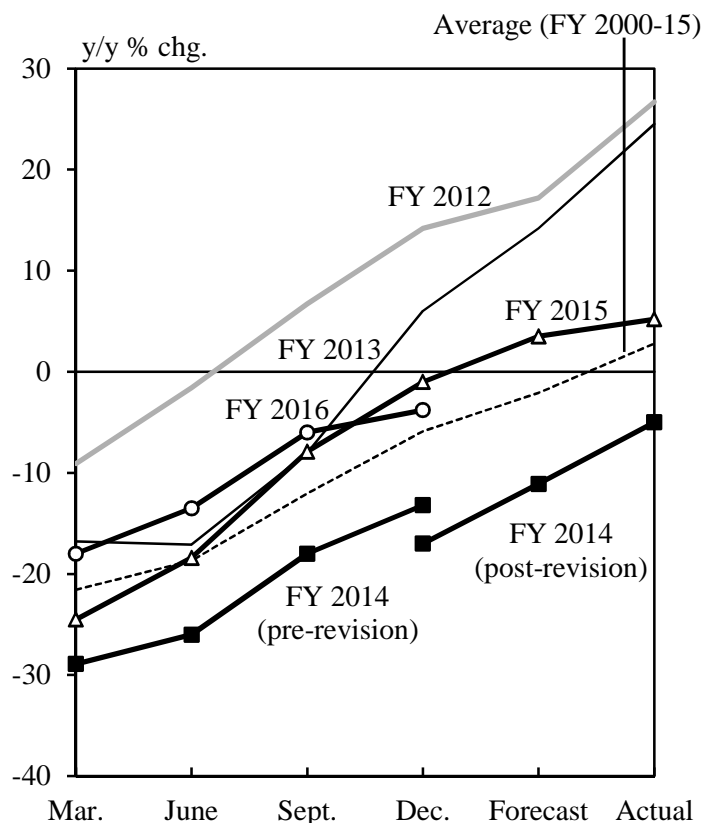 Average (FY 2000-15)
y/y % chg.
30
20
10
0
-10
-20
-30
-40
FY 2012
FY 2015
FY 2013
FY 2016
FY 2014
(post-revision)
FY 2014
(pre-revision)
Mar. June Sept. Dec. Forecast Actual